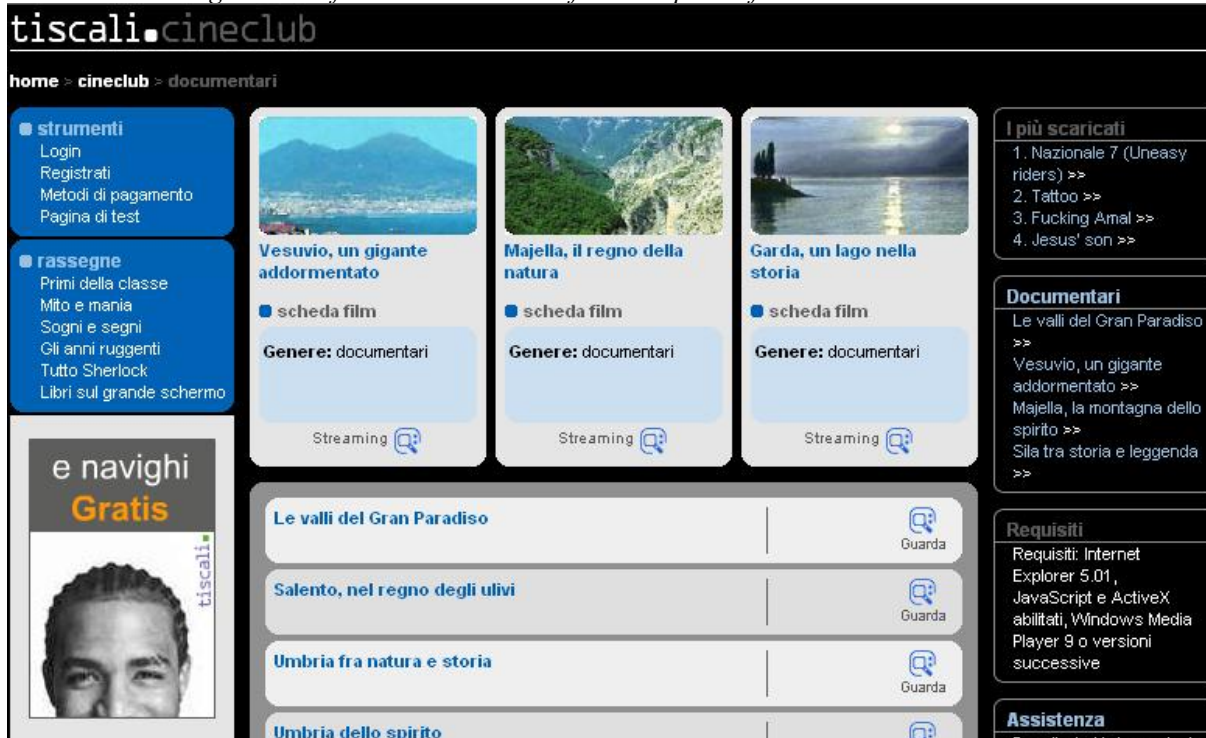 tiscali.cineclub
home > cineclub > documentari
strumenti
Login
Registrati
Metodi di pagamento
Pagina di test
rassegne
Primi della classe
Mito e mania
Sogni e segni
Gli anni ruggenti
Tutto Sherlock
Libri sul grande schermo
e navighi
Gratis
tiscali.
Vesuvio, un gigante
addormentato
scheda film
Genere: documentari
Streaming
Majella, il regno della
natura
scheda film
Genere: documentari
Streaming
Garda, un lago nella
storia
scheda film
Genere: documentari
Streaming
Le valli del Gran Paradiso
Guarda
Salento, nel regno degli ulivi
Guarda
Umbria fra natura e storia
Guarda
Umbria dello spirito
I più scaricati
1. Nazionale 7 (Uneasy
riders) >>
2. Tattoo >>
3. Fucking Amal >>
4. Jesus' son >>
Documentari
Le valli del Gran Paradiso
>>
Vesuvio, un gigante
addormentato >>
Majella, la montagna dello
spirito >>
Sila tra storia e leggenda
>>
Requisiti
Requisiti: Internet
Explorer 5.01,
JavaScript e ActiveX
abilitati, Windows Media
Player 9 o versioni
successive
Assistenza